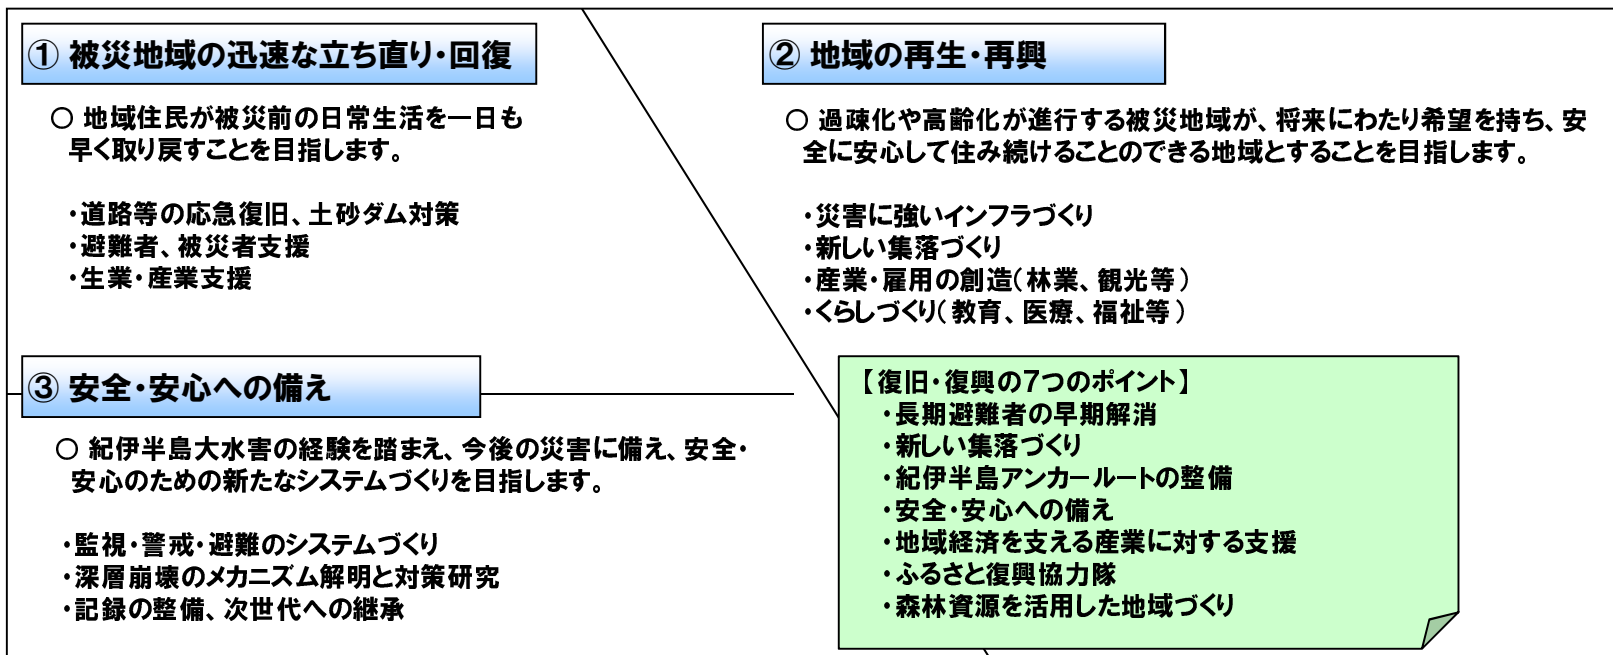 ① 被災地域の迅速な立ち直り・回復
○ 地域住民が被災前の日常生活を一日も
早く取り戻すことを目指します。
・道路等の応急復旧、土砂ダム対策
・避難者、被災者支援
・生業・産業支援
② 地域の再生・再興
○ 過疎化や高齢化が進行する被災地域が、将来にわたり希望を持ち、安
全に安心して住み続けることのできる地域とすることを目指します。
・災害に強いインフラづくり
・新しい集落づくり
・産業・雇用の創造(林業、観光等)
・くらしづくり(教育、医療、福祉等)
③ 安全・安心への備え
○ 紀伊半島大水害の経験を踏まえ、今後の災害に備え、安全・
安心のための新たなシステムづくりを目指します。
・監視・警戒・避難のシステムづくり
・深層崩壊のメカニズム解明と対策研究
・記録の整備、次世代への継承
【復旧・復興の7つのポイント】
・長期避難者の早期解消
・新しい集落づくり
・紀伊半島アンカールートの整備
・安全・安心への備え
・地域経済を支える産業に対する支援
・ふるさと復興協力隊
・森林資源を活用した地域づくり